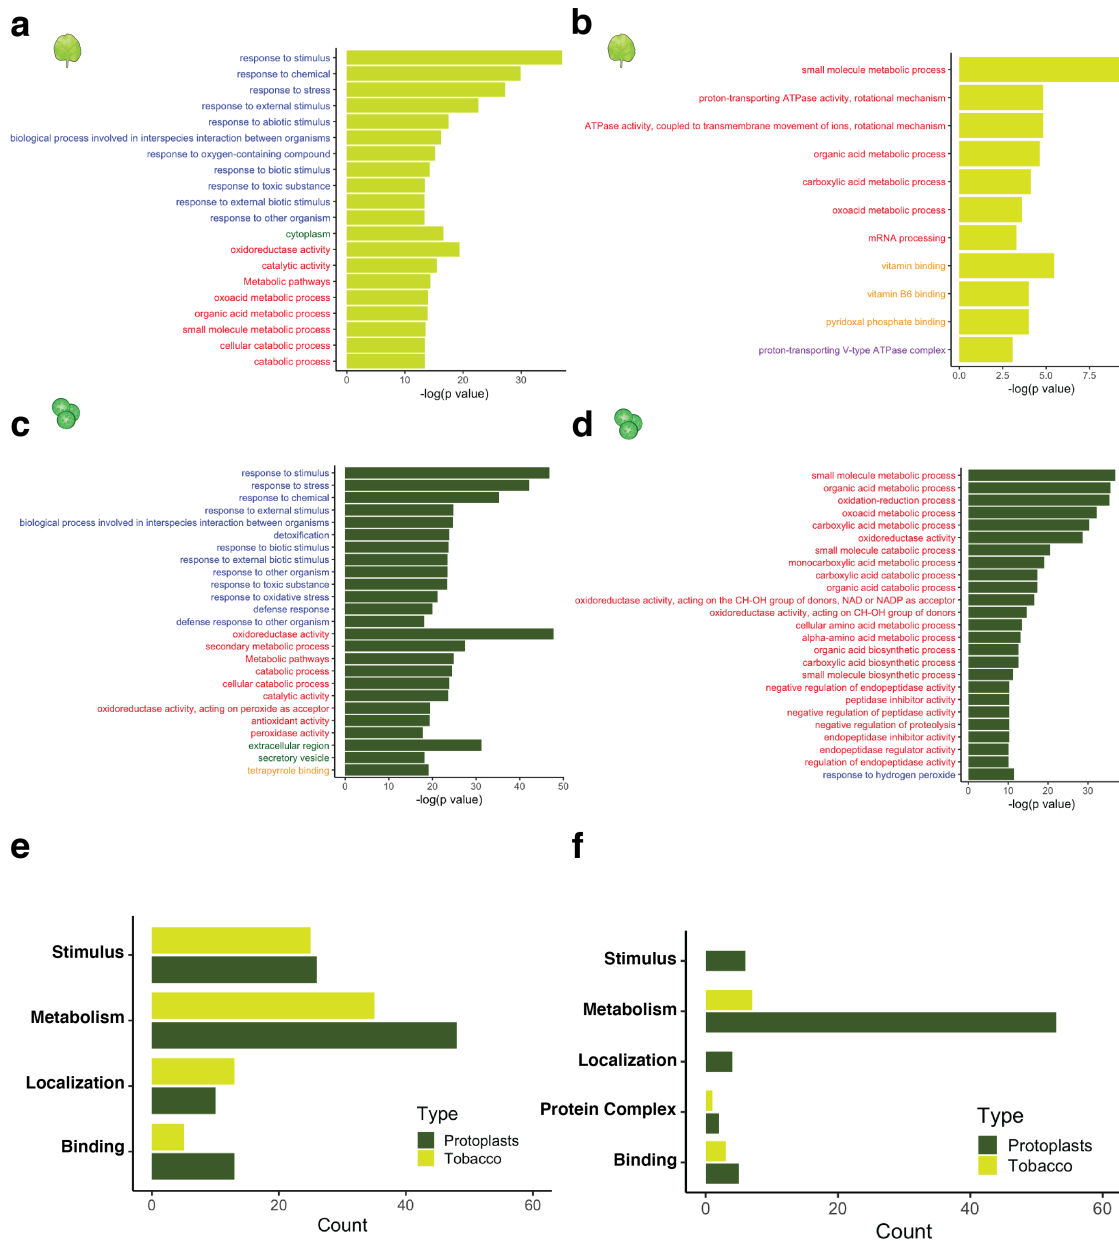 a
response to stimulus
response to chemical
response to stress
response to external stimulus
response to abiotic stimulus
biological process involved in interspecies interaction between organisms
response to oxygen-containing compound
response to biotic stimulus
response to toxic substance
response to external biotic stimulus
response to other organism
cytoplasm
oxidoreductase activity
catalytic activity
Metabolic pathways
oxoacid metabolic process
organic acid metabolic process
small molecule metabolic process
cellular catabolic process
catabolic process
0 10 20 30
-log(p value)
b
small molecule metabolic process
proton-transporting ATPase activity, rotational mechanism
ATPase activity, coupled to transmembrane movement of ions, rotational mechanism
organic acid metabolic process
carboxylic acid metabolic process
oxoacid metabolic process
mRNA processing
vitamin binding
vitamin B6 binding
pyridoxal phosphate binding
proton-transporting V-type ATPase complex
0.0 2.5 5.0 7.5
-log(p value)
c
response to stimulus
response to stress
response to chemical
response to external stimulus
biological process involved in interspecies interaction between organisms
detoxification
response to biotic stimulus
response to external biotic stimulus
response to other organism
response to toxic substance
response to oxidative stress
defense response
defense response to other organism
oxidoreductase activity
secondary metabolic process
Metabolic pathways
catabolic process
cellular catabolic process
catalytic activity
oxidoreductase activity, acting on peroxide as acceptor
antioxidant activity
peroxidase activity
extracellular region
secretory vesicle
tetrapyrrole binding
0 10 20 30 40 50
-log(p value)
d
small molecule metabolic process
organic acid metabolic process
oxidation-reduction process
oxoacid metabolic process
carboxylic acid metabolic process
oxidoreductase activity
small molecule catabolic process
monocarboxylic acid metabolic process
carboxylic acid catabolic process
organic acid catabolic process
oxidoreductase activity, acting on the CH-OH group of donors, NAD or NADP as acceptor
oxidoreductase activity, acting on CH-OH group of donors
cellular amino acid metabolic process
alpha-amino acid metabolic process
organic acid biosynthetic process
carboxylic acid biosynthetic process
small molecule biosynthetic process
negative regulation of endopeptidase activity
peptidase inhibitor activity
negative regulation of peptidase activity
negative regulation of proteolysis
endopeptidase inhibitor activity
endopeptidase regulator activity
regulation of endopeptidase activity
response to hydrogen peroxide
0 10 20 30
-log(p value)
e
Stimulus
Metabolism
Localization
Binding
Type
Protoplasts
Tobacco
0 20 40 60
Count
f
Stimulus
Metabolism
Localization
Protein Complex
Binding
Type
Protoplasts
Tobacco
0 20 40 60
Count